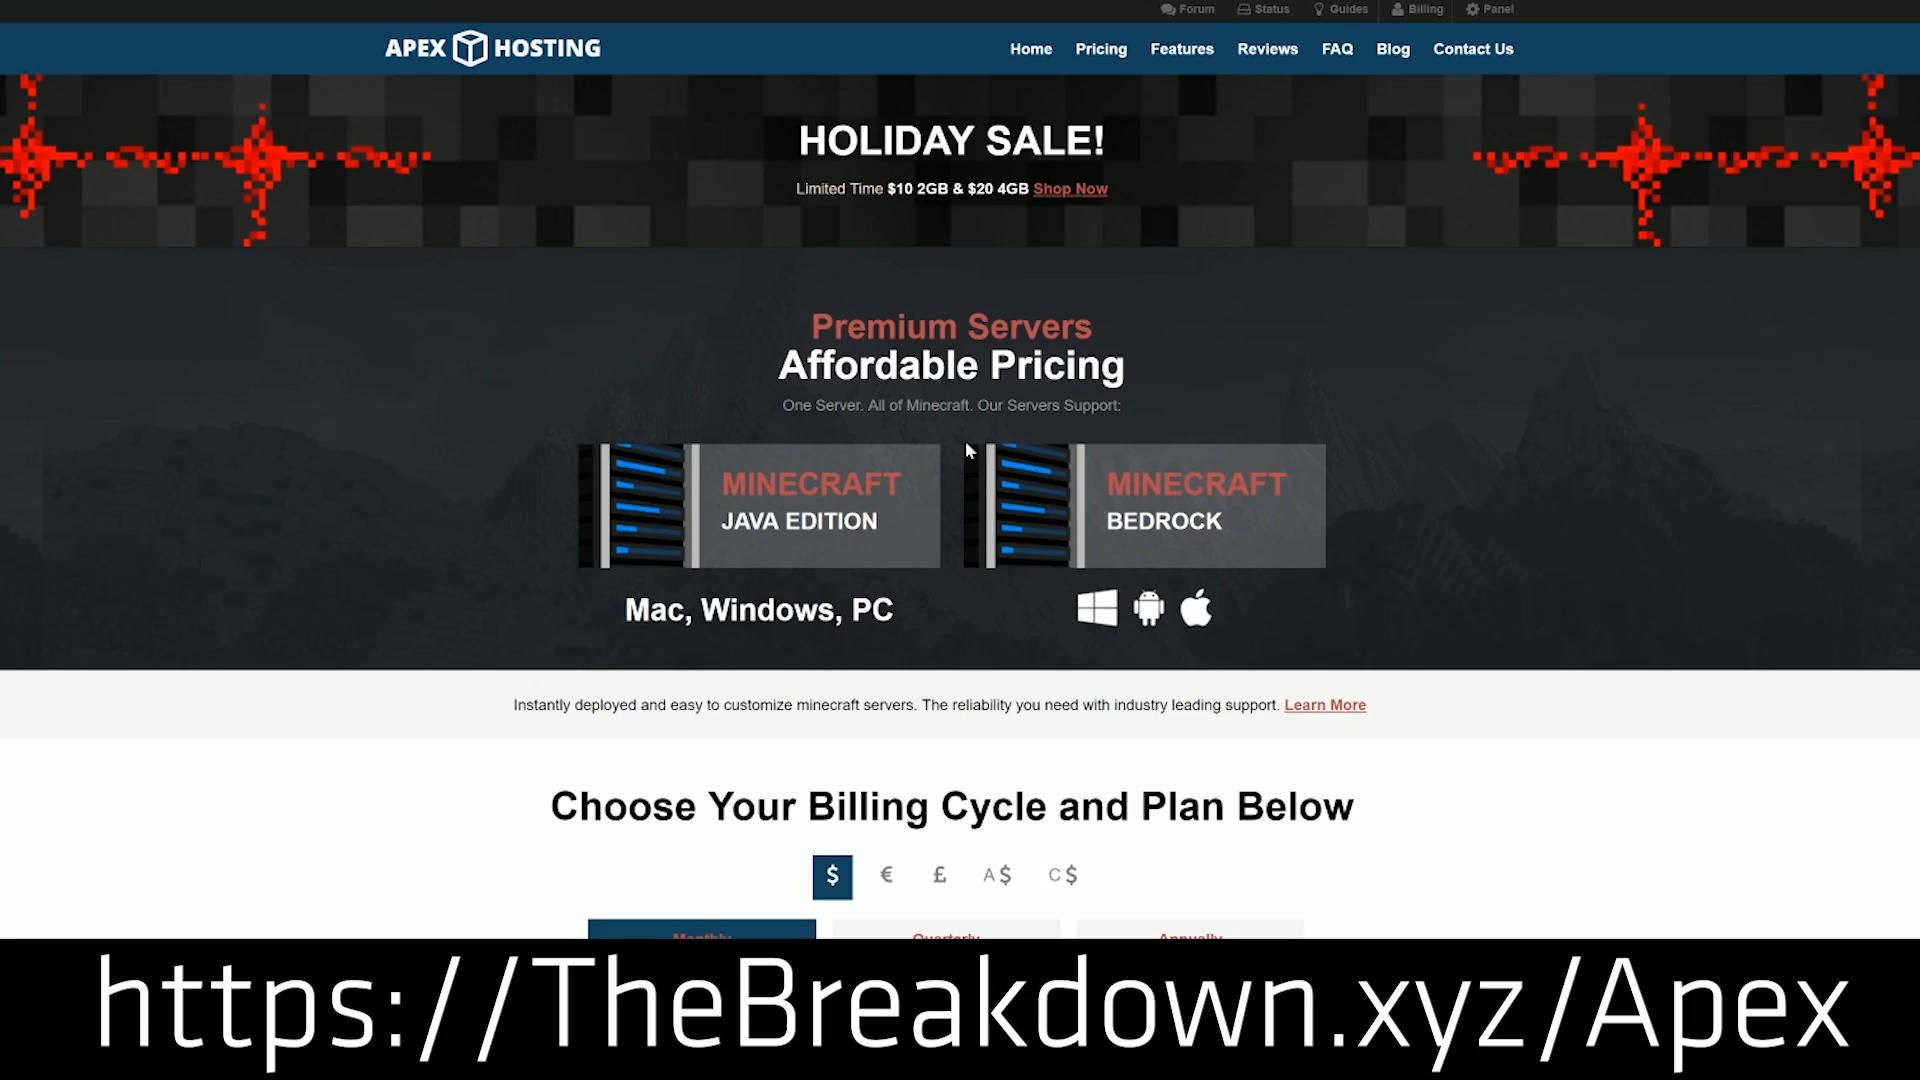 Forum Status Guides Billing Panel
APEX HOSTING
Home Pricing Features Reviews FAQ Blog Contact Us
HOLIDAY SALE!
Limited Time $10 2GB & $20 4GB Shop Now
Premium Servers
Affordable Pricing
One Server. All of Minecraft. Our Servers Support:
MINECRAFT
JAVA EDITION
MINECRAFT
BEDROCK
Mac, Windows, PC
Instantly deployed and easy to customize minecraft servers. The reliability you need with industry leading support. Learn More
Choose Your Billing Cycle and Plan Below
$ € £ A$ C$
Monthly Quarterly Annually
https://TheBreakdown.xyz/Apex